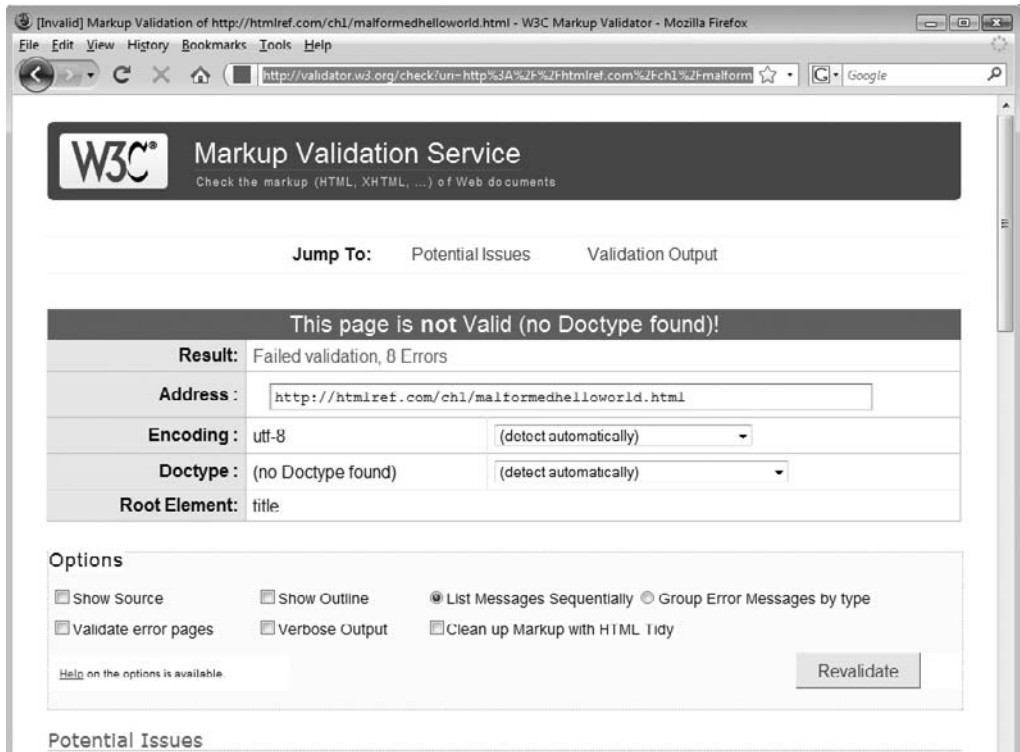 [Invalid] Markup Validation of http://htmlref.com/ch1/malformedhelloworld.html - W3C Markup Validator - Mozilla Firefox
File Edit View History Bookmarks Tools Help
http://validator.w3.org/check?uri=http%3A%2F%2Fhtmlref.com%2Fch1%2Fmalform G Google
W3C® Markup Validation Service
Check the markup (HTML, XHTML, ...) of Web documents
Jump To: Potential Issues Validation Output
This page is not Valid (no Doctype found)!
Result: Failed validation, 8 Errors
Address : http://htmlref.com/ch1/malformedhelloworld.html
Encoding : utf-8 (detect automatically)
Doctype : (no Doctype found) (detect automatically)
Root Element: title
Options
Show Source Show Outline List Messages Sequentially Group Error Messages by type
Validate error pages Verbose Output Clean up Markup with HTML Tidy
Help on the options is available.
Revalidate
Potential Issues